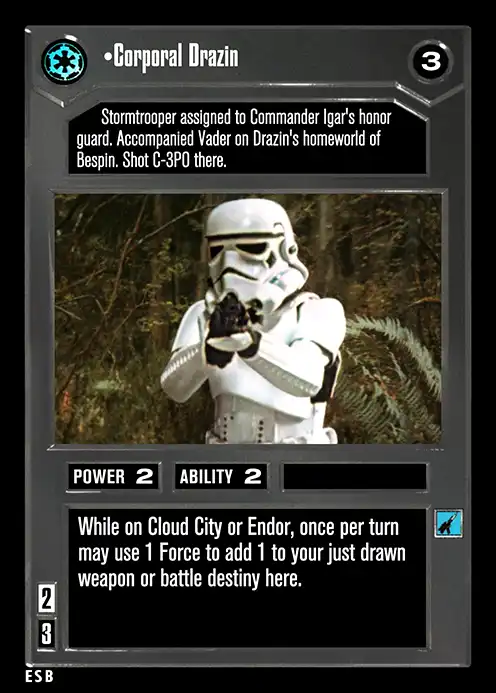 •Corporal Drazin
3
Stormtrooper assigned to Commander Igar's honor
guard. Accompanied Vader on Drazin's homeworld of
Bespin. Shot C-3PO there.
POWER 2 ABILITY 2
While on Cloud City or Endor, once per turn
may use 1 Force to add 1 to your just drawn
weapon or battle destiny here.
2
3
ESB